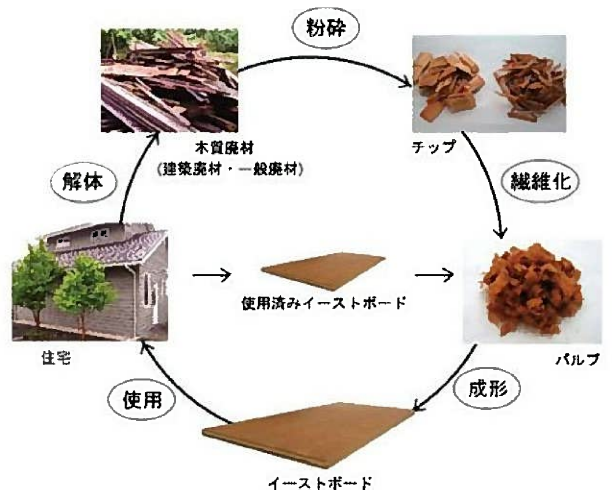 粉砕
木質廃材
(建築廃材・一般廃材)
チップ
解体
繊維化
使用済みイーストボード
住宅
パルプ
使用
成形
イーストボード